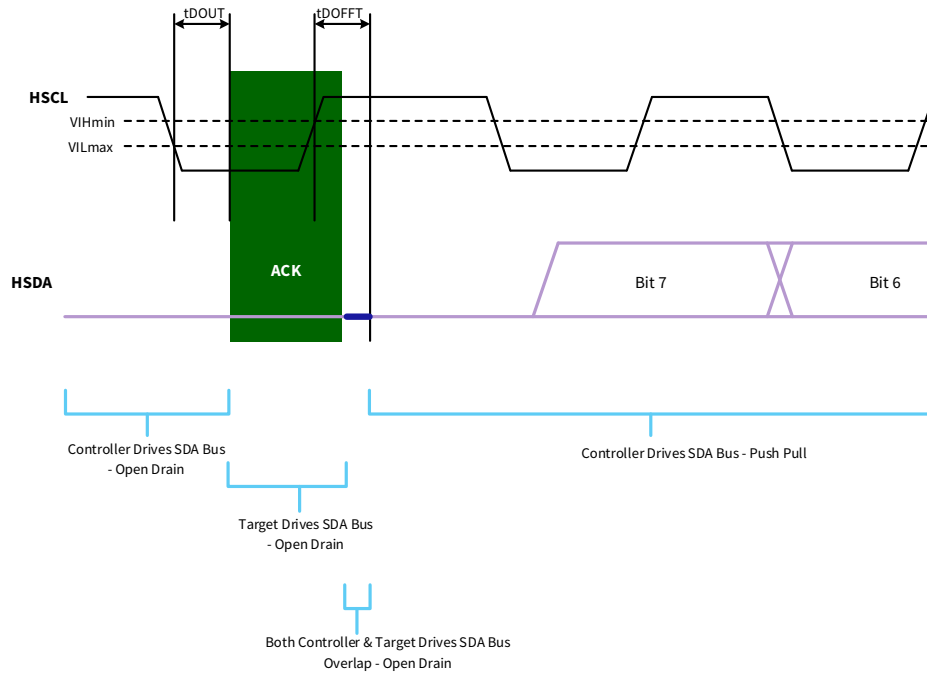 tDOUT
tDOFFT
HSCL
VIHmin
VILmax
ACK
HSDA
Bit 7
Bit 6
Controller Drives SDA Bus
- Open Drain
Controller Drives SDA Bus - Push Pull
Target Drives SDA Bus
- Open Drain
Both Controller & Target Drives SDA Bus
Overlap - Open Drain